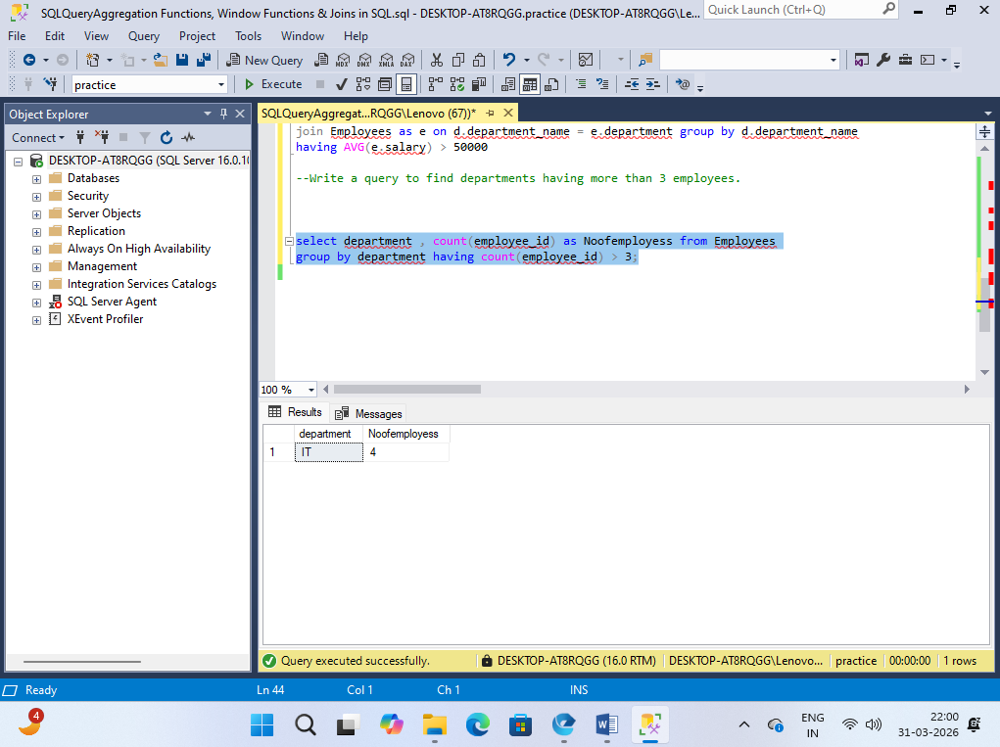 SQLQueryAggregation Functions, Window Functions & Joins in SQL.sql - DESKTOP-AT8RQGG.practice (DESKTOP-AT8RQGG\Le...
Quick Launch (Ctrl+Q)
File Edit View Query Project Tools Window Help
New Query MDX DMX XMLA DAX
practice Execute
Object Explorer
Connect
DESKTOP-AT8RQGG (SQL Server 16.0.10
Databases
Security
Server Objects
Replication
Always On High Availability
Management
Integration Services Catalogs
SQL Server Agent
XEvent Profiler
SQLQueryAggregat...RQGG\Lenovo (67))*
join Employees as e on d.department_name = e.department group by d.department_name
having AVG(e.salary) > 50000
--Write a query to find departments having more than 3 employees.
select department , count(employee_id) as Noofemployess from Employees
group by department having count(employee_id) > 3;
100 %
Results Messages
department Noofemployess
1 IT 4
Query executed successfully. DESKTOP-AT8RQGG (16.0 RTM) DESKTOP-AT8RQGG\Lenovo... practice 00:00:00 1 rows
Ready Ln 44 Col 1 Ch 1 INS
4
ENG
IN
22:00
31-03-2026